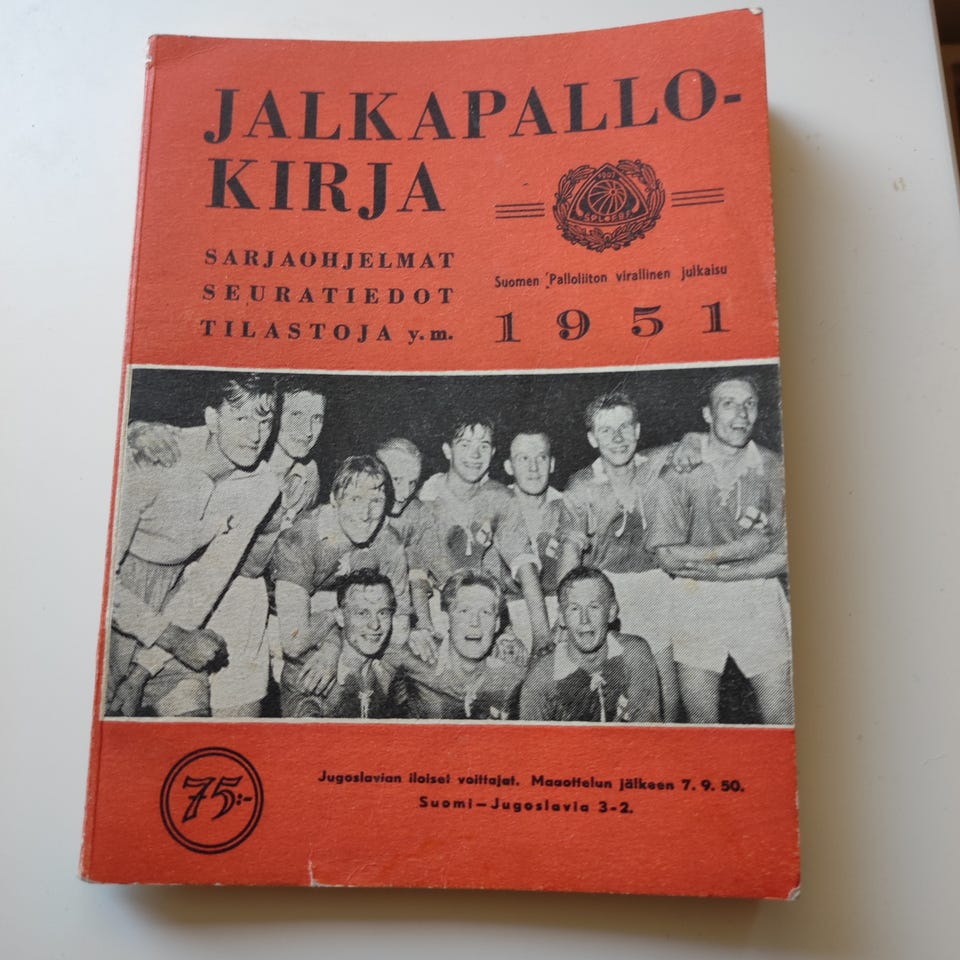 JALKAPALLO-
KIRJA
1907
S.P.L.-F.B.F.
SARJAOHJELMAT
SEURATIEDOT
TILASTOJA y.m.
Suomen Palloliiton virallinen julkaisu
1951
75:-
Jugoslavian iloiset voittajat. Maaottelun jälkeen 7. 9. 50.
Suomi—Jugoslavia 3-2.